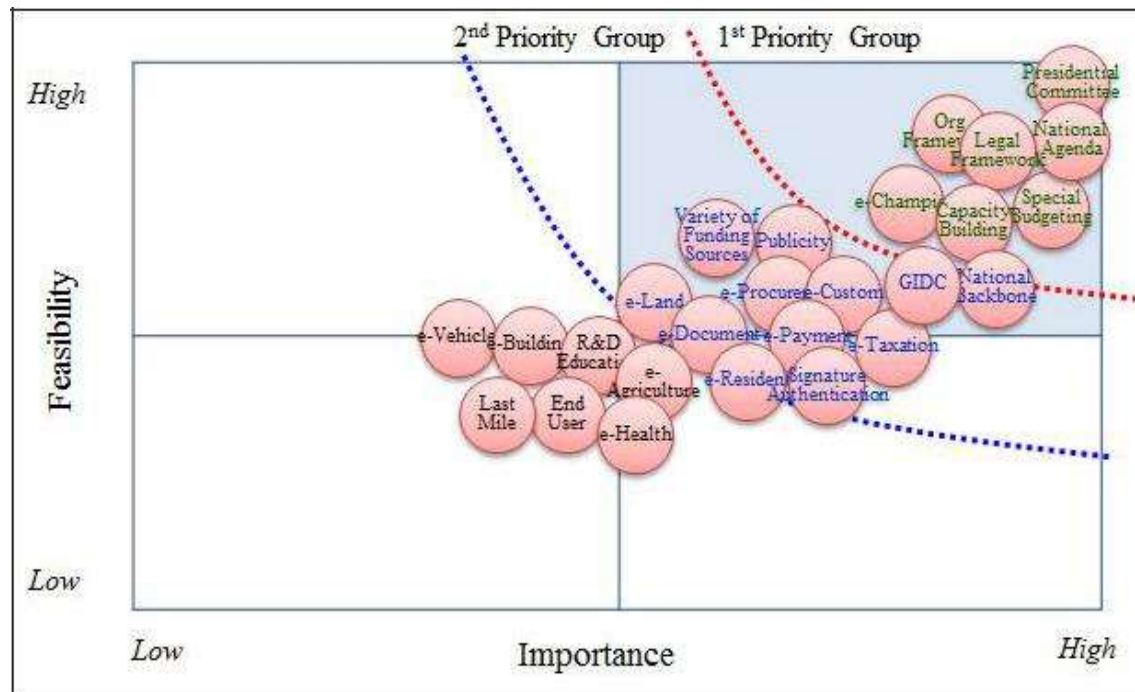 2nd Priority Group
1st Priority Group
High
Presidential
Committee
Org
Framework
Legal
Framework
National
Agenda
e-Champi
Capacity
Building
Special
Budgeting
Variety of
Funding
Sources
Publicity
e-Land
e-Procure
e-Custom
GIDC
National
Backbone
Feasibility
e-Vehicle
e-Buildin
R&D
Educati
e-Document
e-Payment
e-Taxation
e-
Agriculture
e-Residen
Signature
Authentication
Last
Mile
End
User
e-Health
Low
Low
Importance
High